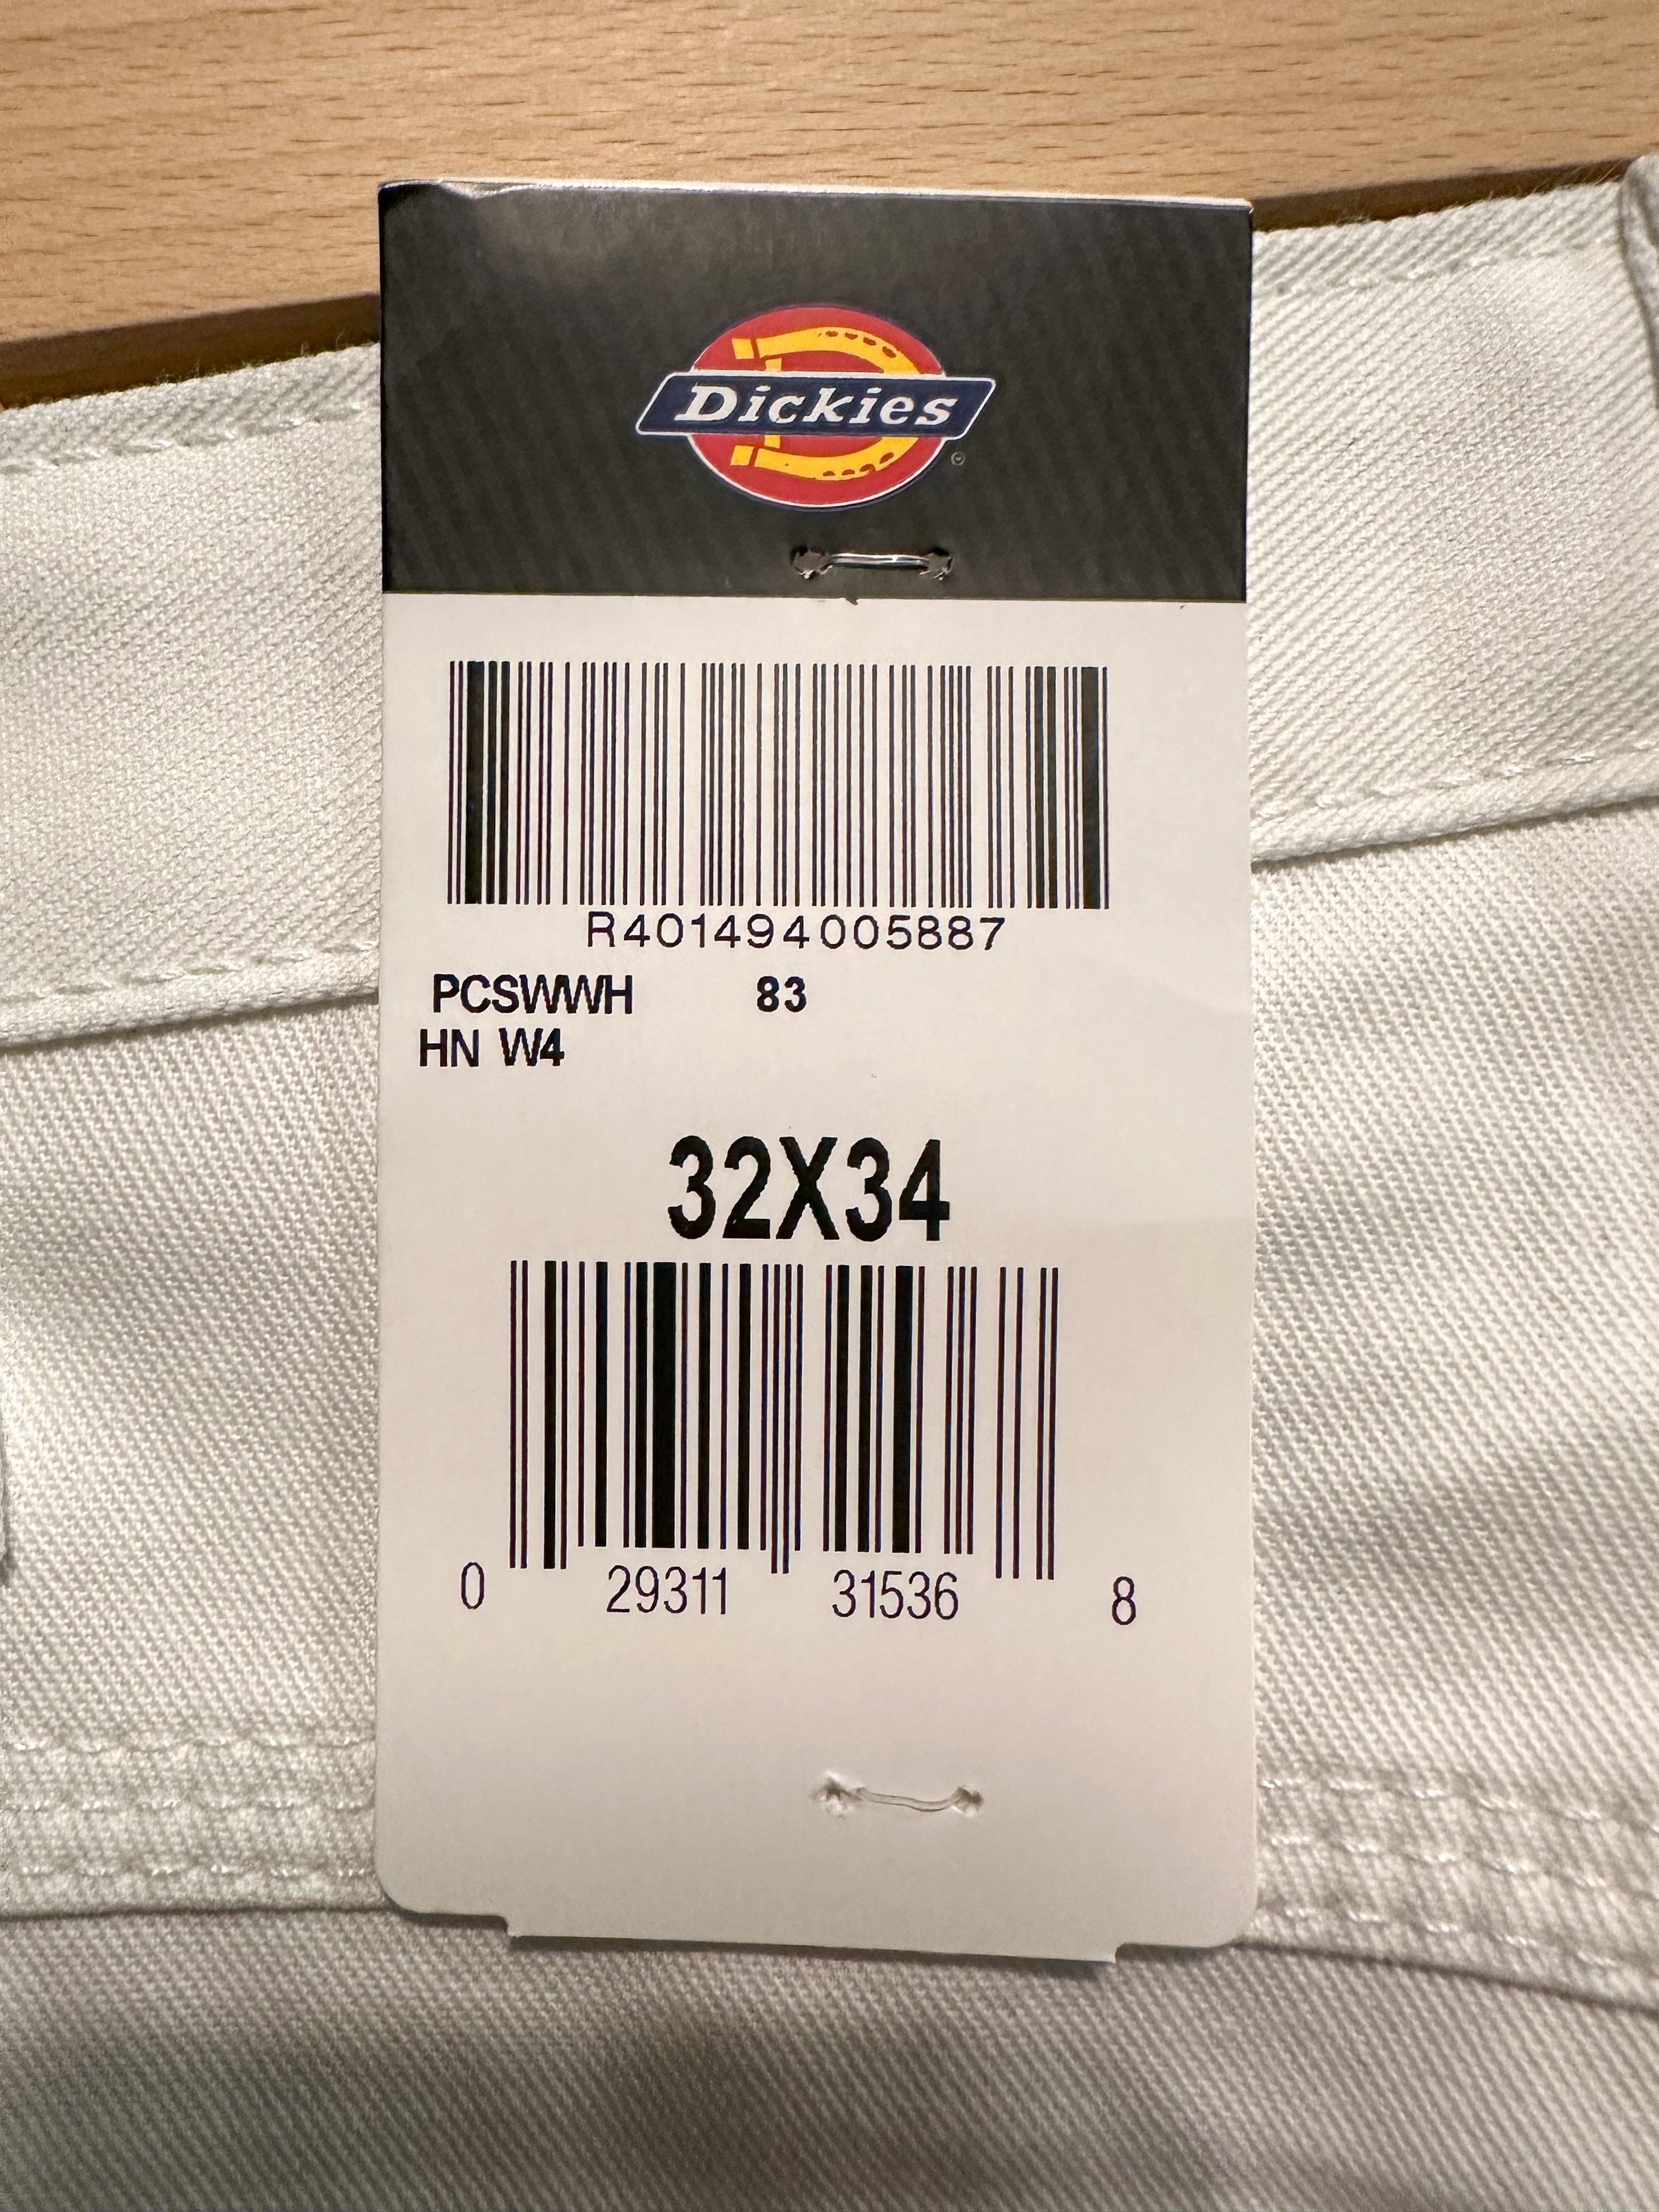 Dickies
R401494005887
PCSWWH 83
HN W4
32X34
0 29311 31536 8